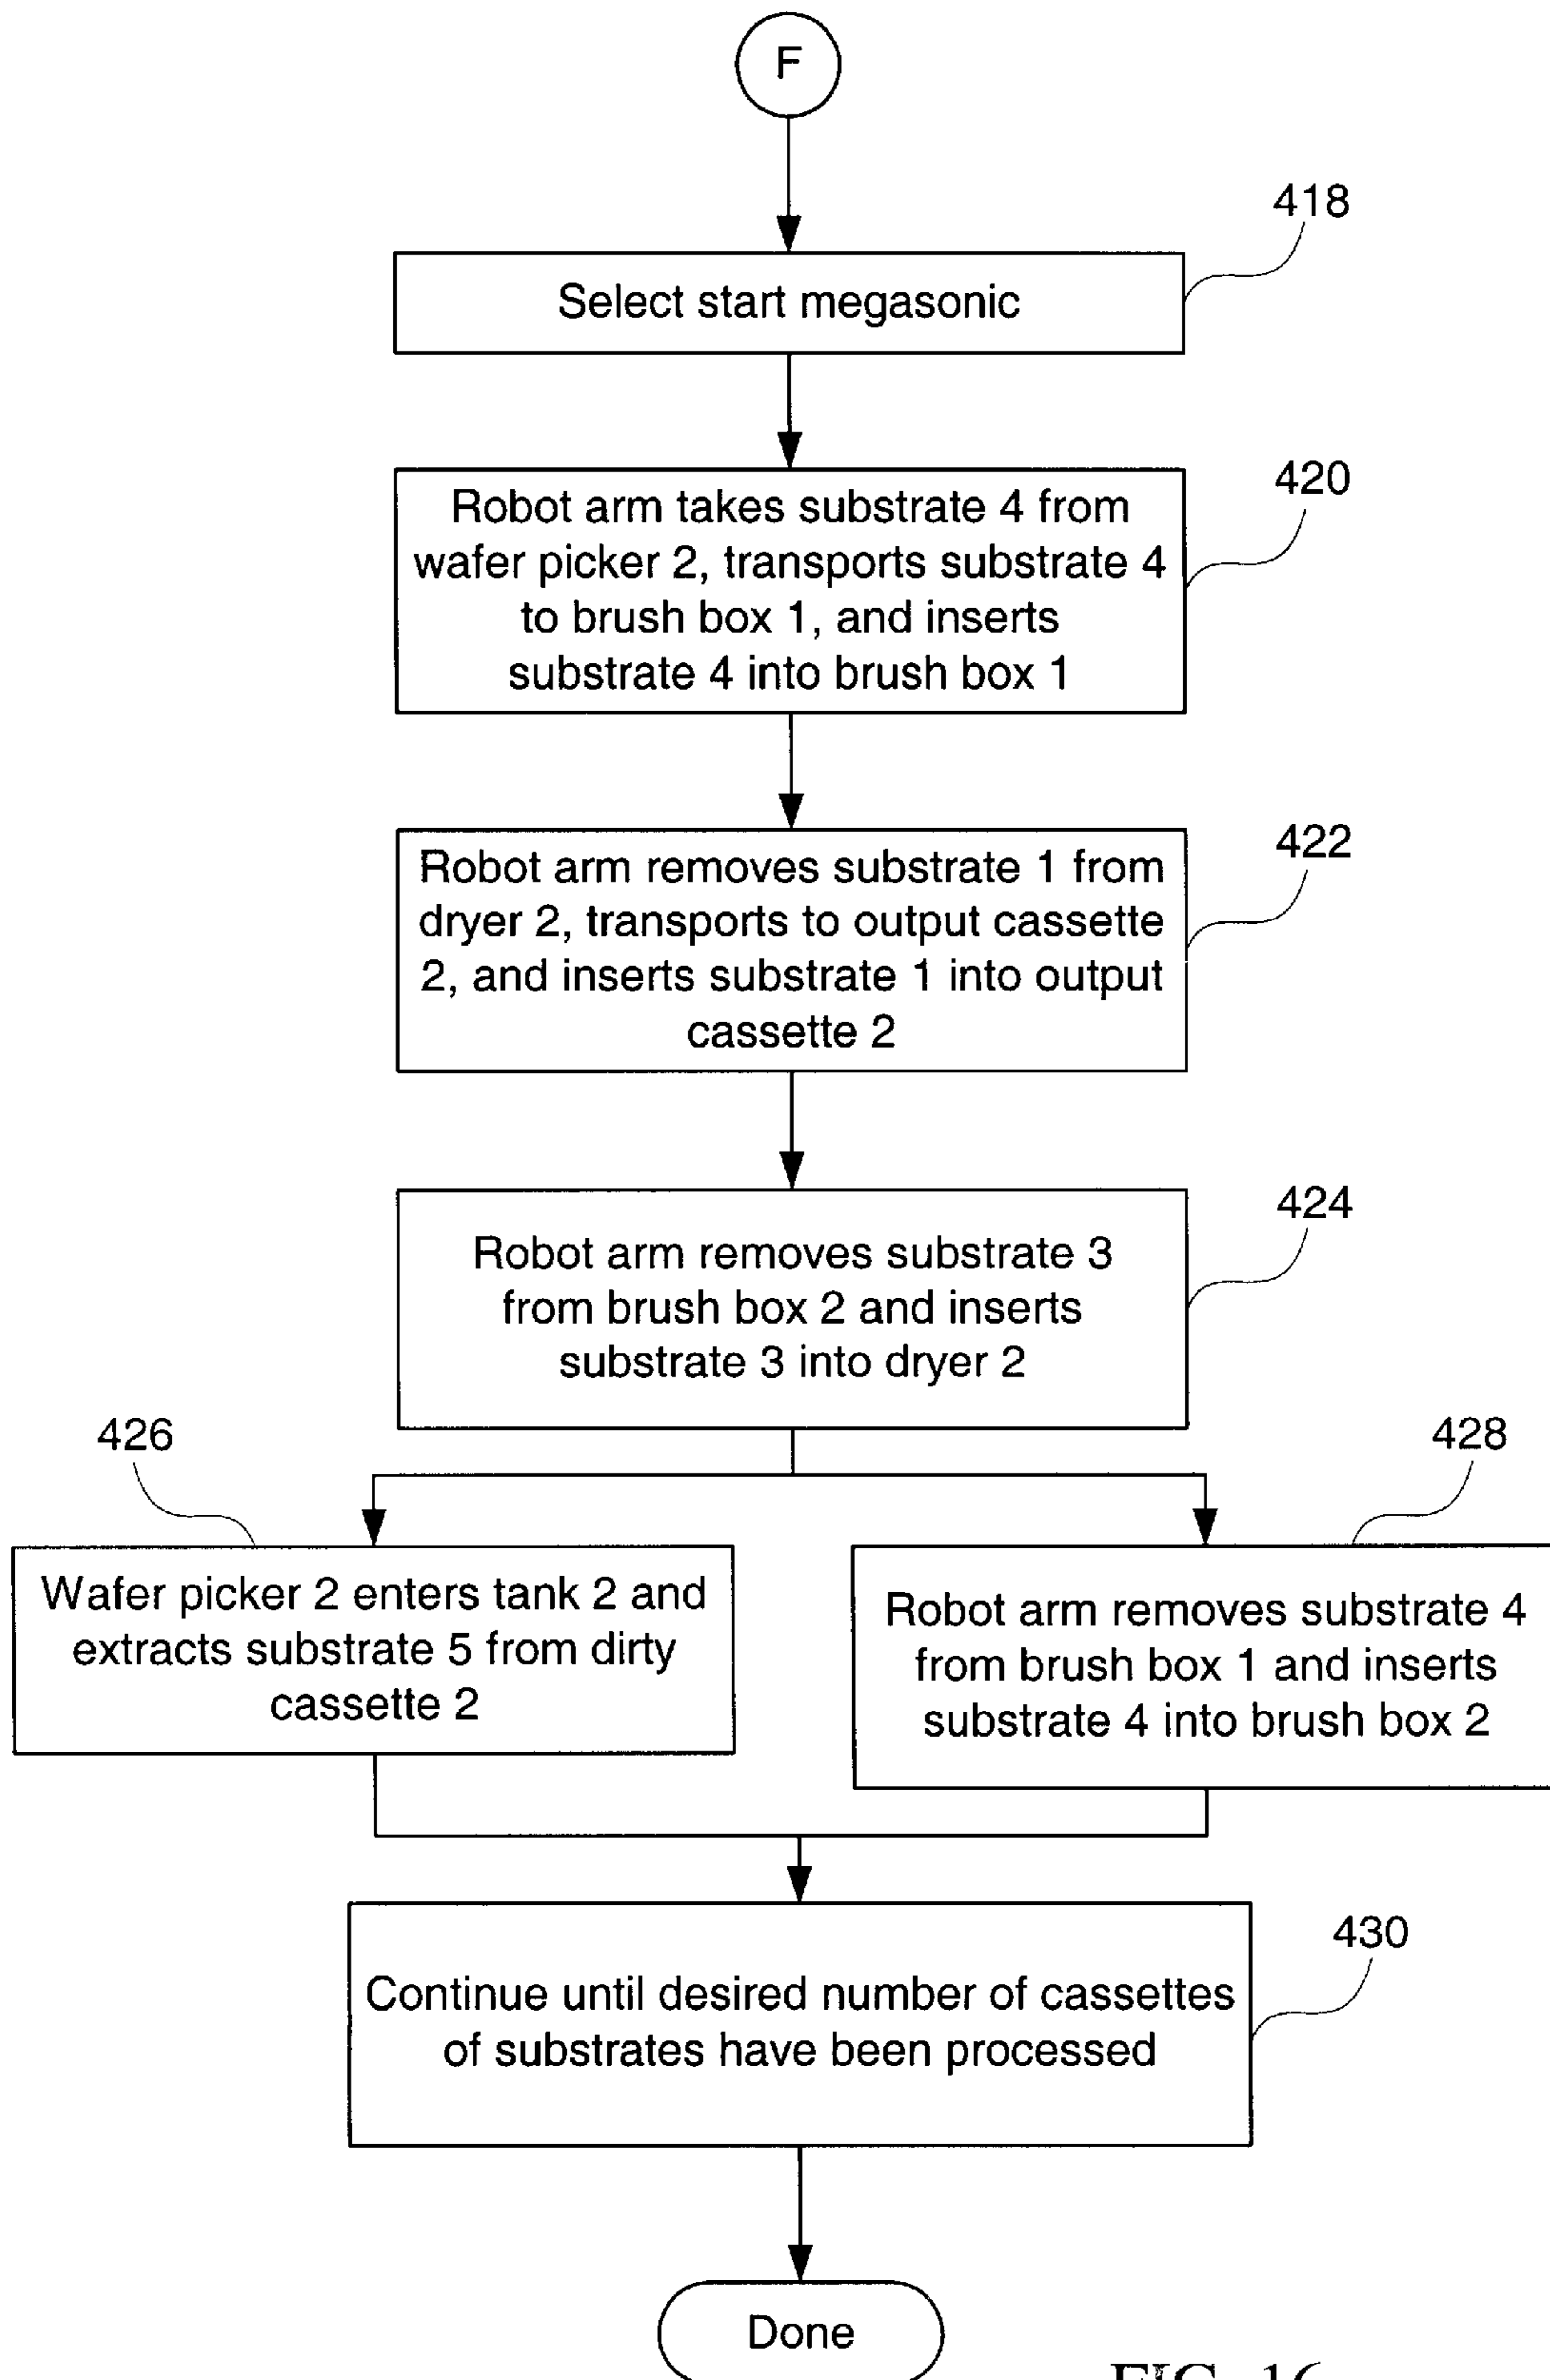 F
418
Select start megasonic
420
Robot arm takes substrate 4 from
wafer picker 2, transports substrate 4
to brush box 1, and inserts
substrate 4 into brush box 1
422
Robot arm removes substrate 1 from
dryer 2, transports to output cassette
2, and inserts substrate 1 into output
cassette 2
424
Robot arm removes substrate 3
from brush box 2 and inserts
substrate 3 into dryer 2
426
428
Wafer picker 2 enters tank 2 and
extracts substrate 5 from dirty
cassette 2
Robot arm removes substrate 4
from brush box 1 and inserts
substrate 4 into brush box 2
430
Continue until desired number of cassettes
of substrates have been processed
Done
FIG. 16